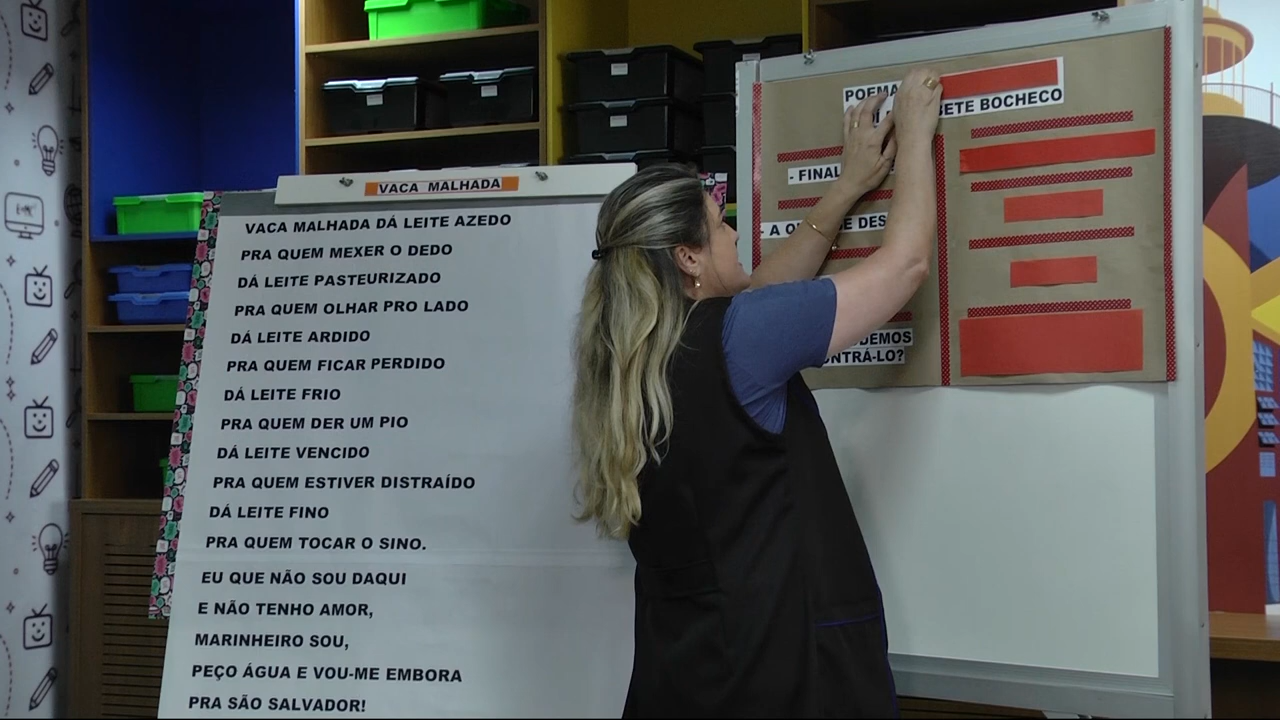 VACA MALHADA
VACA MALHADA DÁ LEITE AZEDO
PRA QUEM MEXER O DEDO
DÁ LEITE PASTEURIZADO
PRA QUEM OLHAR PRO LADO
DÁ LEITE ARDIDO
PRA QUEM FICAR PERDIDO
DÁ LEITE FRIO
PRA QUEM DER UM PIO
DÁ LEITE VENCIDO
PRA QUEM ESTIVER DISTRAÍDO
DÁ LEITE FINO
PRA QUEM TOCAR O SINO.
EU QUE NÃO SOU DAQUI
E NÃO TENHO AMOR,
MARINHEIRO SOU,
PEÇO ÁGUA E VOU-ME EMBORA
PRA SÃO SALVADOR!
POEMA
BETE BOCHECO
- FINAL
- A QU
DES
DEMOS
NTRÁ-LO?